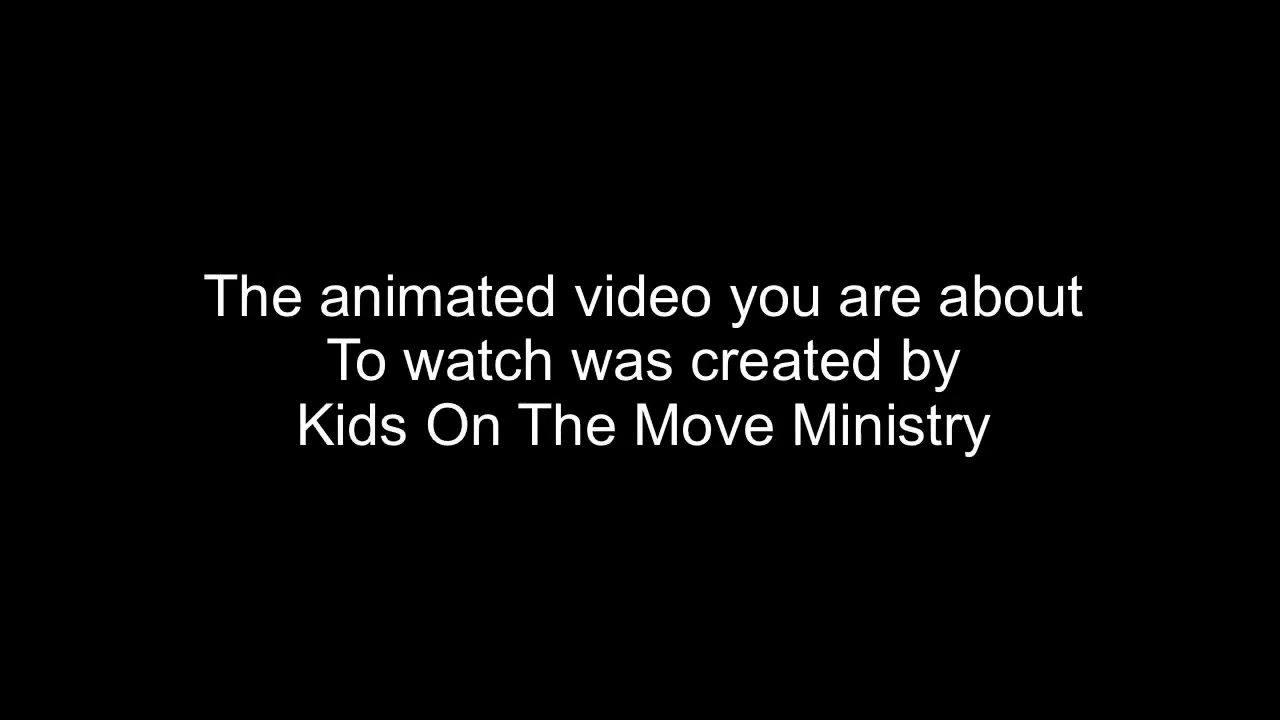 The animated video you are about
To watch was created by
Kids On The Move Ministry